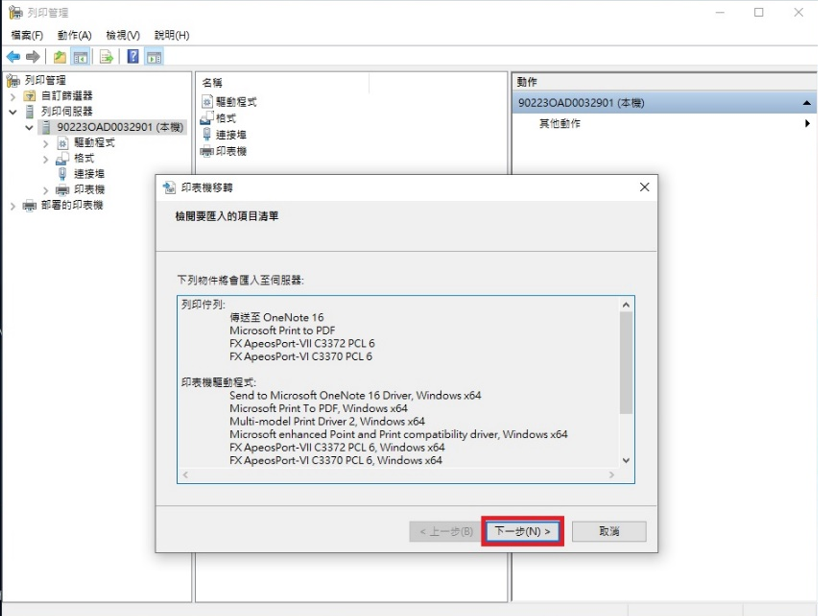 列印管理
檔案(F) 動作(A) 檢視(V) 說明(H)
列印管理
自訂篩選器
列印伺服器
90223OAD0032901 (本機)
驅動程式
格式
連接埠
印表機
部署的印表機
名稱
驅動程式
格式
連接埠
印表機
動作
90223OAD0032901 (本機)
其他動作
印表機移轉
檢閱要匯入的項目清單
下列物件將會匯入至伺服器:
列印佇列:
傳送至 OneNote 16
Microsoft Print to PDF
FX ApeosPort-VII C3372 PCL 6
FX ApeosPort-VI C3370 PCL 6
印表機驅動程式:
Send to Microsoft OneNote 16 Driver, Windows x64
Microsoft Print To PDF, Windows x64
Multi-model Print Driver 2, Windows x64
Microsoft enhanced Point and Print compatibility driver, Windows x64
FX ApeosPort-VII C3372 PCL 6, Windows x64
FX ApeosPort-VI C3370 PCL 6, Windows x64
< 上一步(B) 下一步(N) > 取消